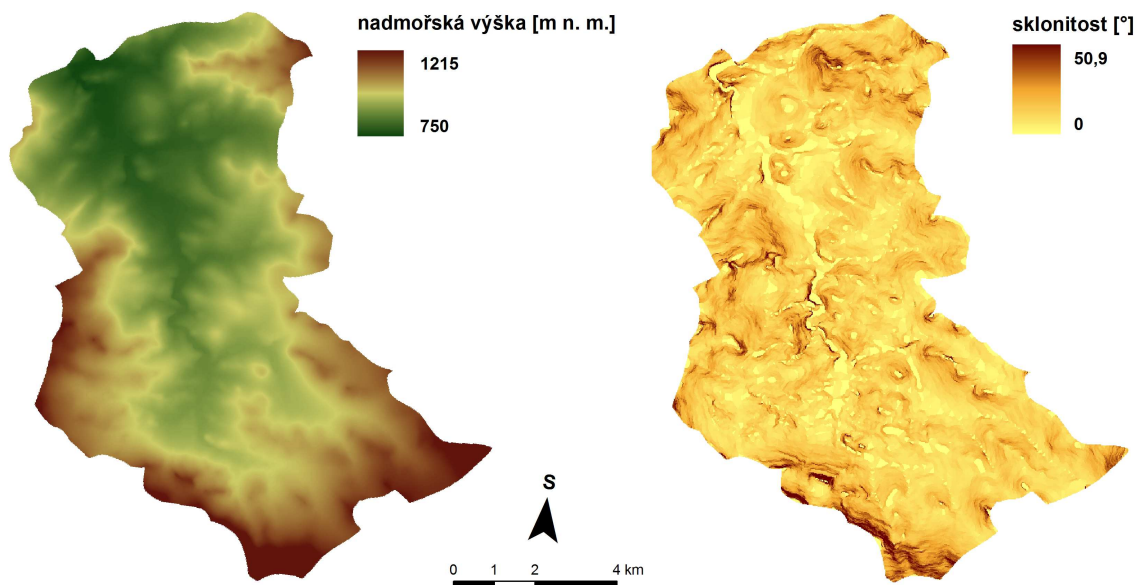 nadmořská výška [m n. m.]
1215
750
sklonitost [°]
50,9
0
S
0 1 2 4 km